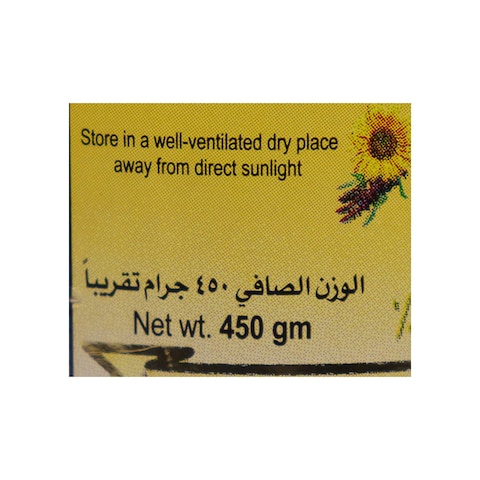 Store in a well-ventilated dry place
away from direct sunlight
الوزن الصافي ٤٥٠ جرام تقريباً
Net wt. 450 gm